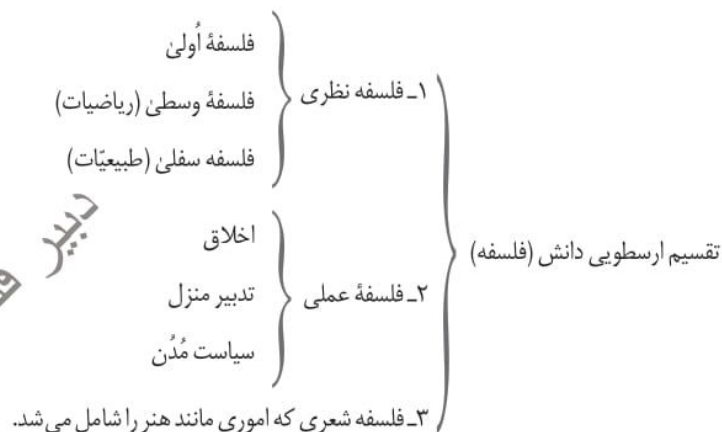 تقسیم ارسطویی دانش (فلسفه)
۱ـ فلسفه نظری
فلسفهٔ اُولیٰ
فلسفهٔ وسطیٰ (ریاضیات)
فلسفه سفلیٰ (طبیعیّات)
۲ـ فلسفهٔ عملی
اخلاق
تدبیر منزل
سیاست مُدُن
۳ـ فلسفه شعری که اموری مانند هنر را شامل می‌شد.
دبیر